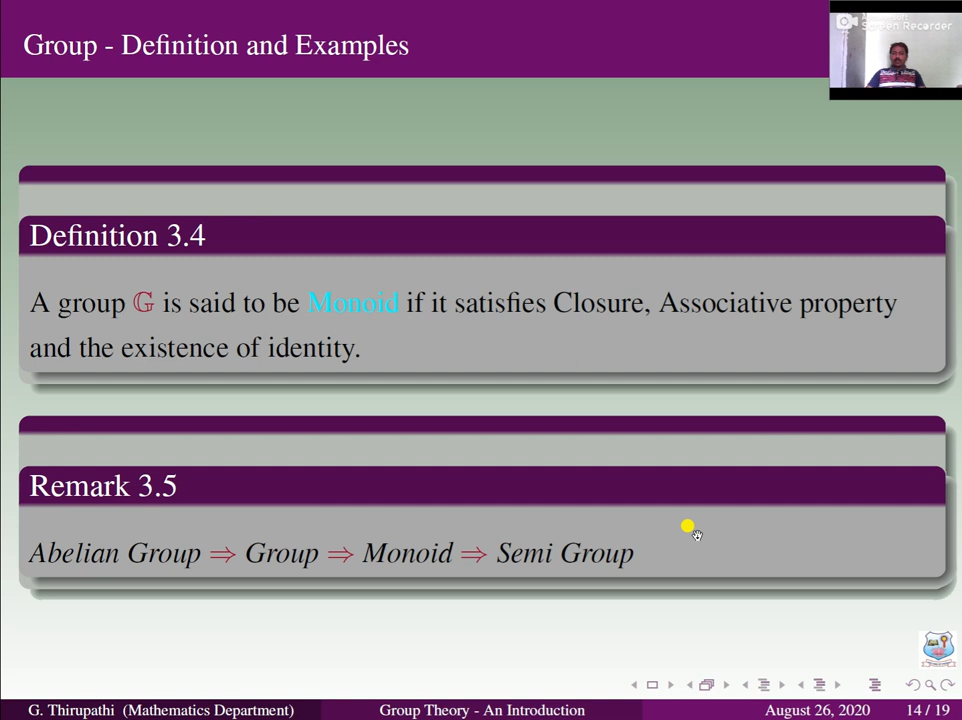 Group - Definition and Examples
Screen Recorder
Definition 3.4
A group 𝔾 is said to be Monoid if it satisfies Closure, Associative property
and the existence of identity.
Remark 3.5
Abelian Group ⇒ Group ⇒ Monoid ⇒ Semi Group
G. Thirupathi (Mathematics Department) Group Theory - An Introduction August 26, 2020 14 / 19